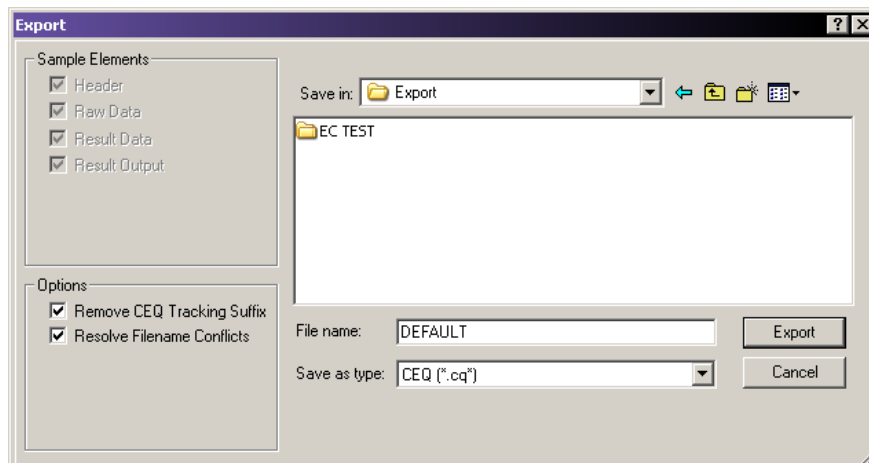 Export
Sample Elements
Header
Raw Data
Result Data
Result Output
Options
Remove CEQ Tracking Suffix
Resolve Filename Conflicts
Save in: Export
EC TEST
File name: DEFAULT
Export
Save as type: CEQ (*.cq*)
Cancel